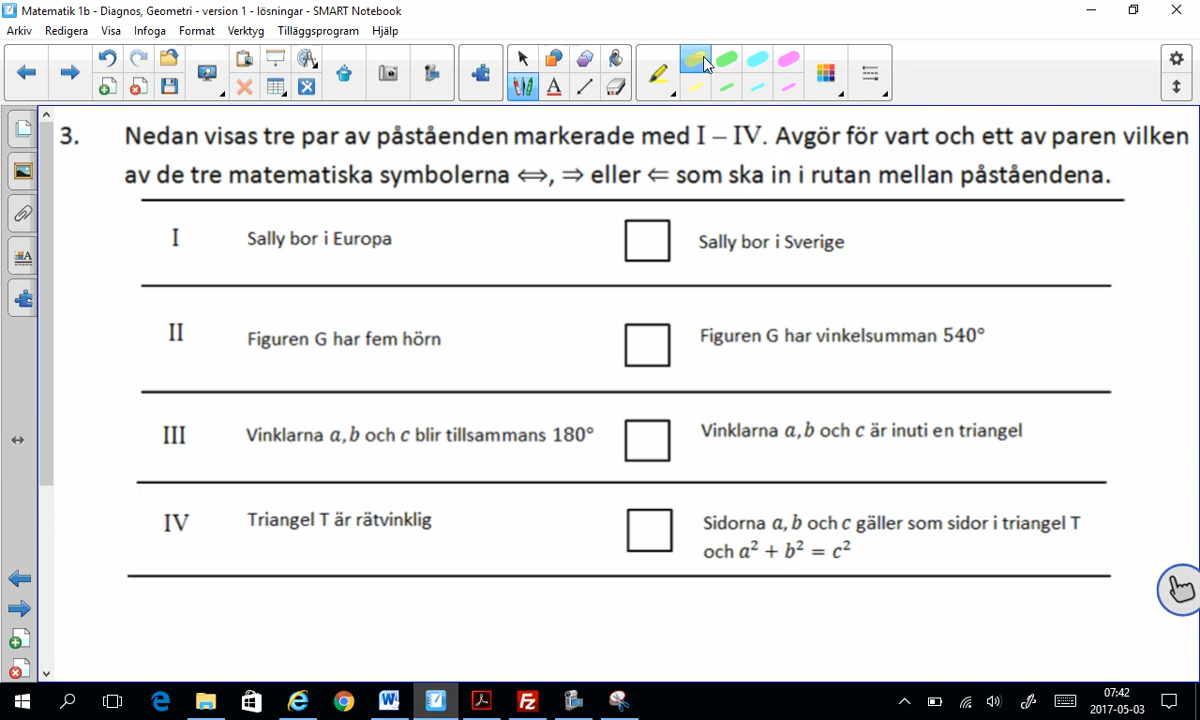 Matematik 1b - Diagnos, Geometri - version 1 - lösningar - SMART Notebook
Arkiv Redigera Visa Infoga Format Verktyg Tilläggsprogram Hjälp
3. Nedan visas tre par av påståenden markerade med I – IV. Avgör för vart och ett av paren vilken
av de tre matematiska symbolerna ⇔, ⇒ eller ⇐ som ska in i rutan mellan påståendena.
I Sally bor i Europa Sally bor i Sverige
II Figuren G har fem hörn Figuren G har vinkelsumman 540°
III Vinklarna a, b och c blir tillsammans 180° Vinklarna a, b och c är inuti en triangel
IV Triangel T är rätvinklig Sidorna a, b och c gäller som sidor i triangel T
och a² + b² = c²
07:42
2017-05-03